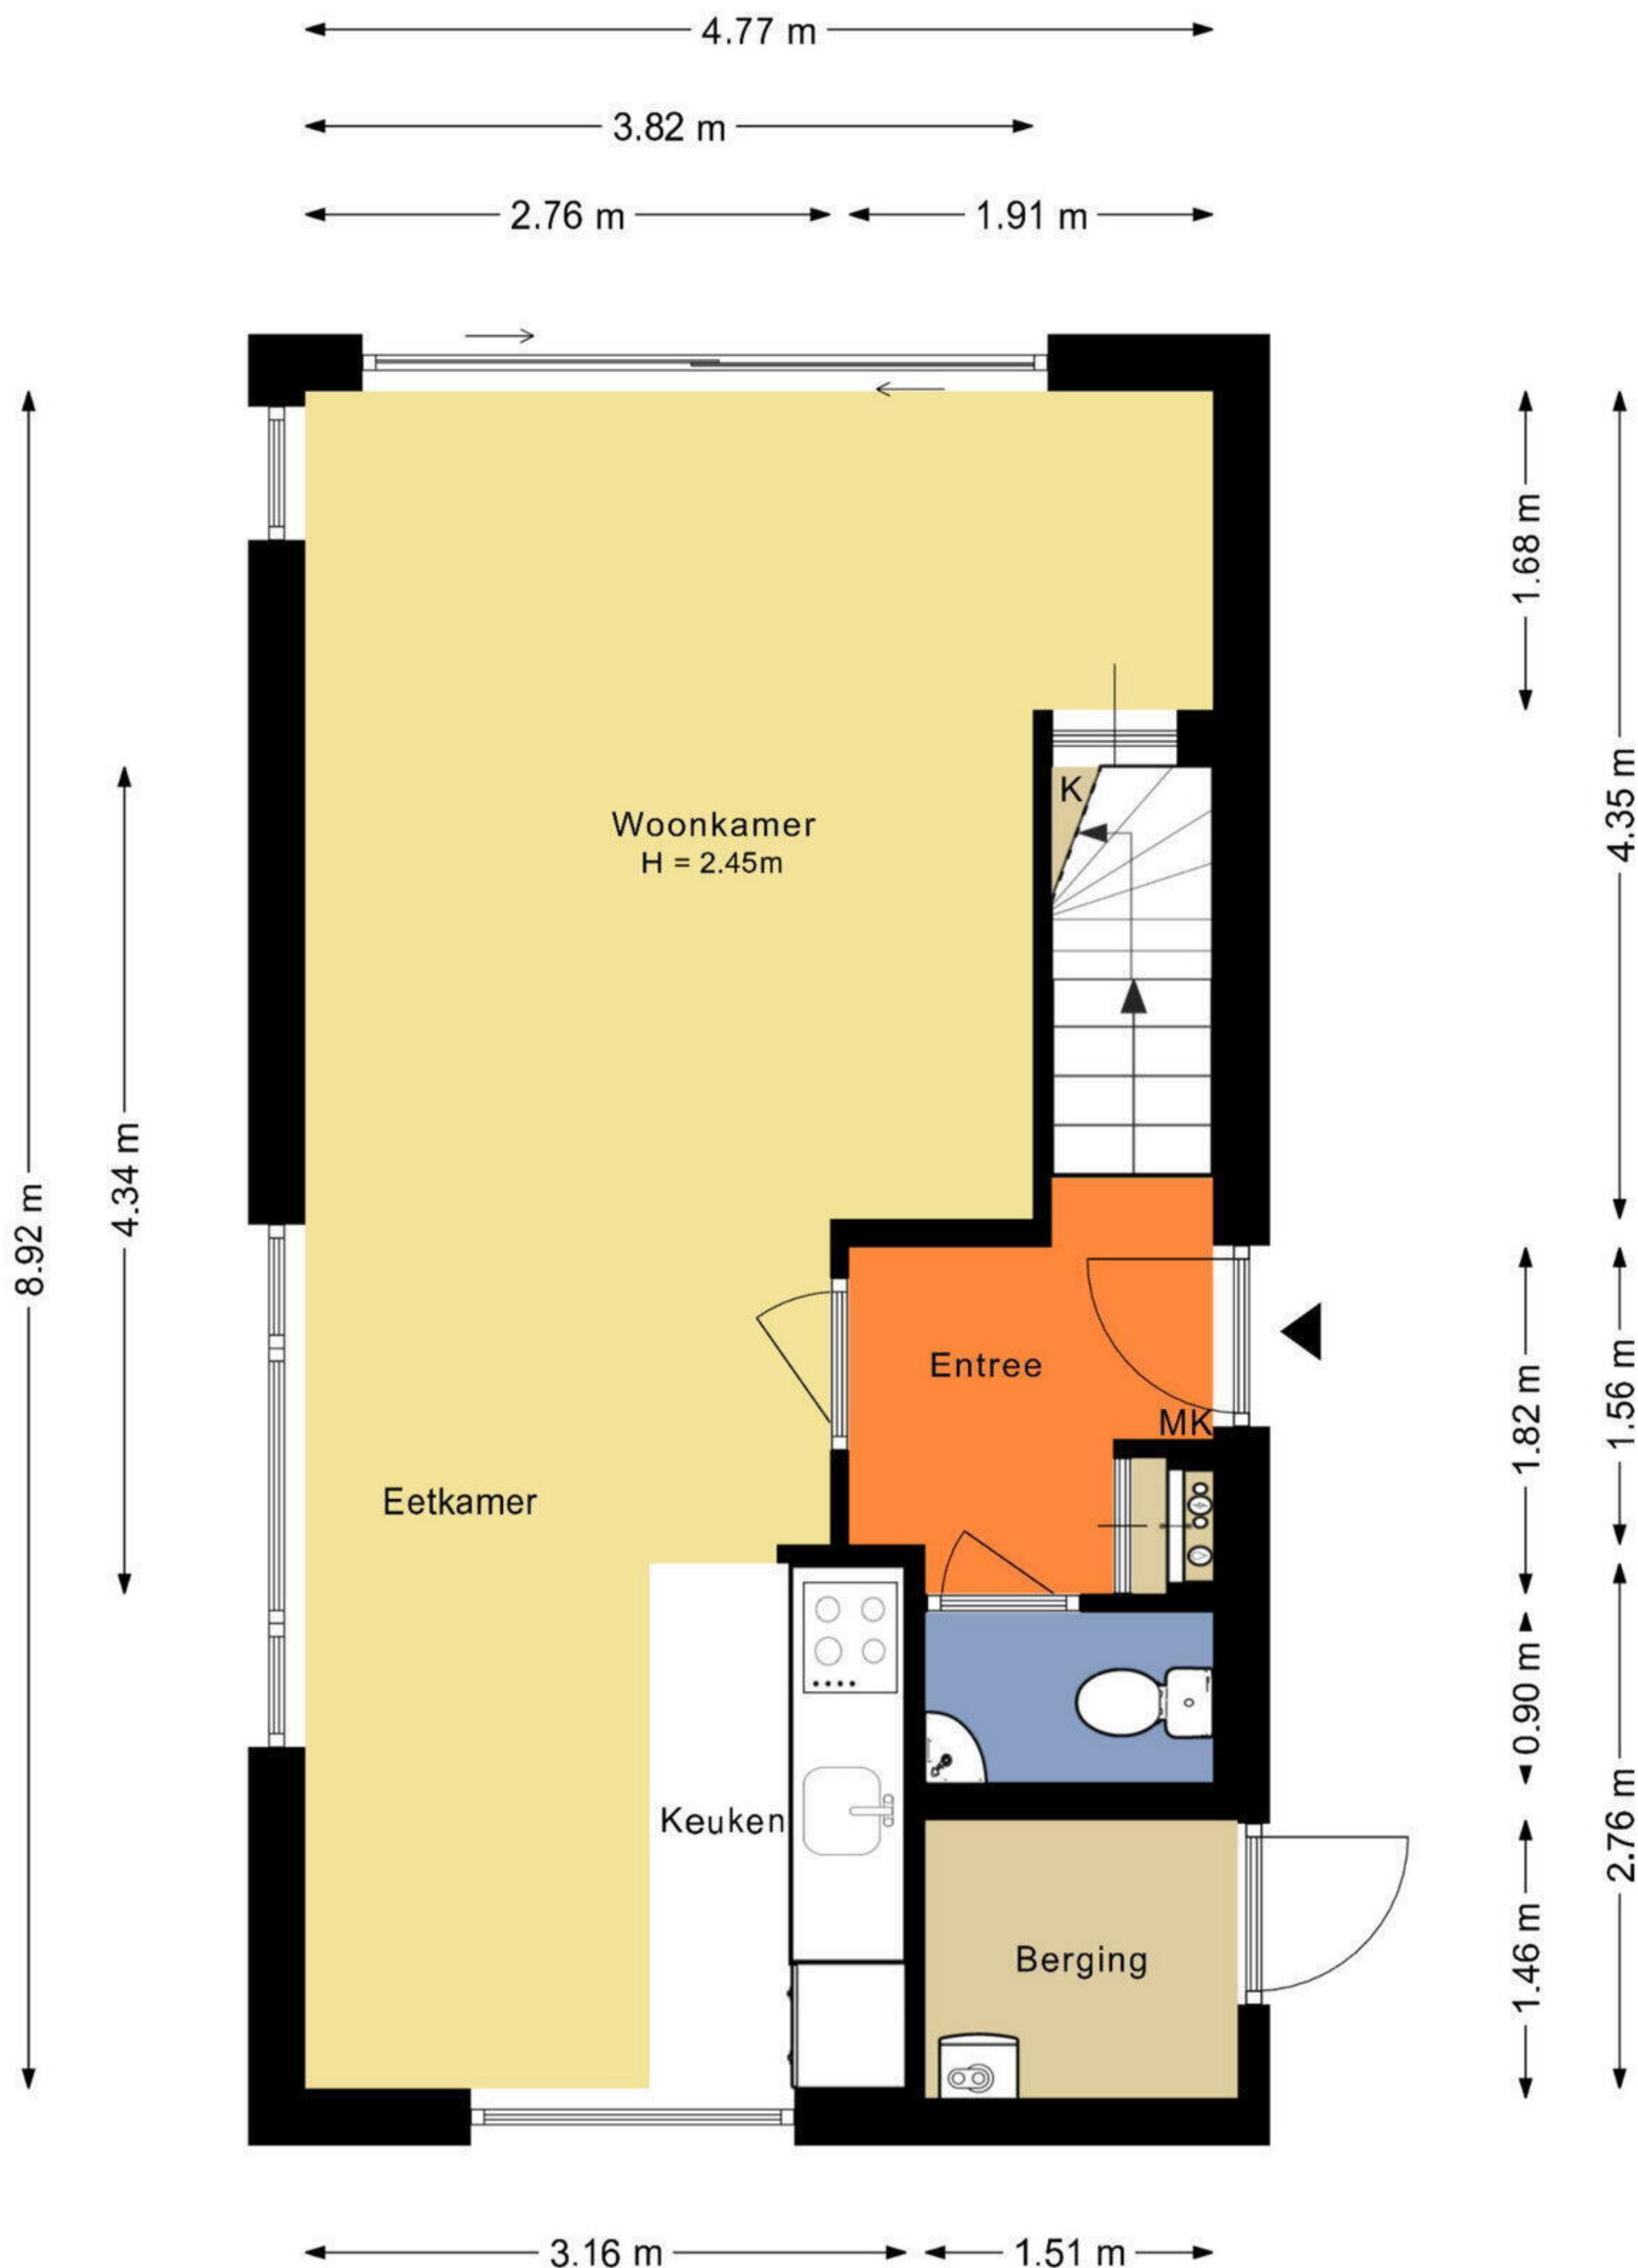 4.77 m
3.82 m
2.76 m
1.91 m
1.68 m
4.35 m
K
Woonkamer
H = 2.45m
4.34 m
8.92 m
Entree
MK
1.82 m
1.56 m
Eetkamer
0.90 m
Keuken
2.76 m
Berging
1.46 m
3.16 m
1.51 m